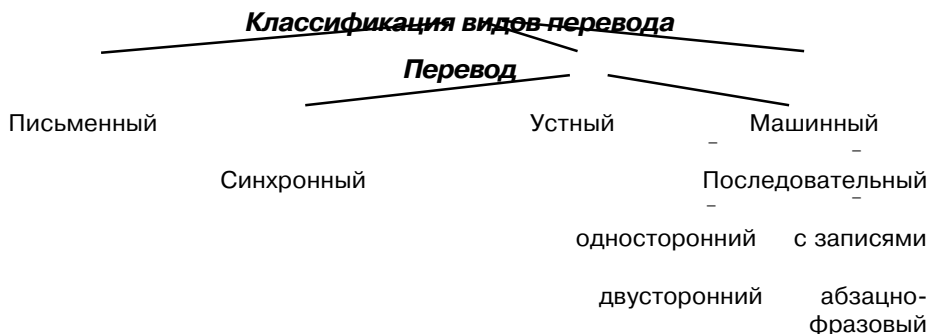 Классификация видов перевода
Перевод
Письменный Устный Машинный
Синхронный Последовательный
односторонний с записями
двусторонний абзацно-
фразовый